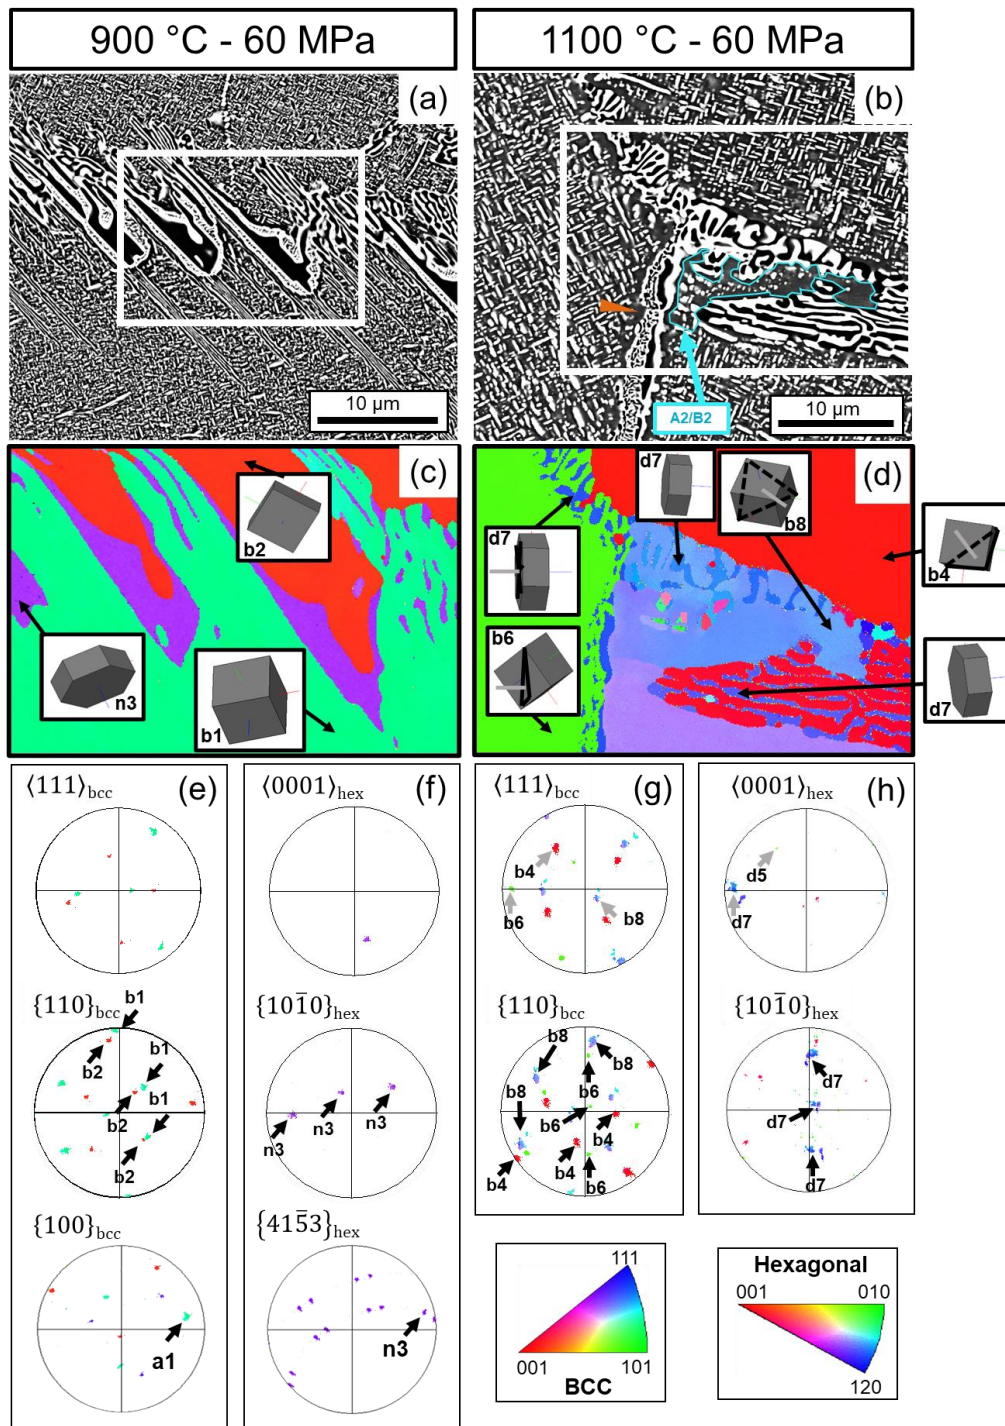 900 °C - 60 MPa
1100 °C - 60 MPa
(a)
10 µm
(b)
A2/B2
10 µm
(c)
b2
n3
b1
(d)
d7
b8
d7
b4
b6
d7
⟨111⟩bcc
(e)
{110}bcc
b1
b2
b1
b2
b1
b2
{100}bcc
a1
⟨0001⟩hex
(f)
{101̄0}hex
n3
n3
n3
{415̄3}hex
n3
⟨111⟩bcc
(g)
b4
b6
b8
{110}bcc
b8
b8
b8
b6
b6
b4
b4
b4
b6
⟨0001⟩hex
(h)
d5
d7
{101̄0}hex
d7
d7
d7
111
001
101
BCC
Hexagonal
001
010
120